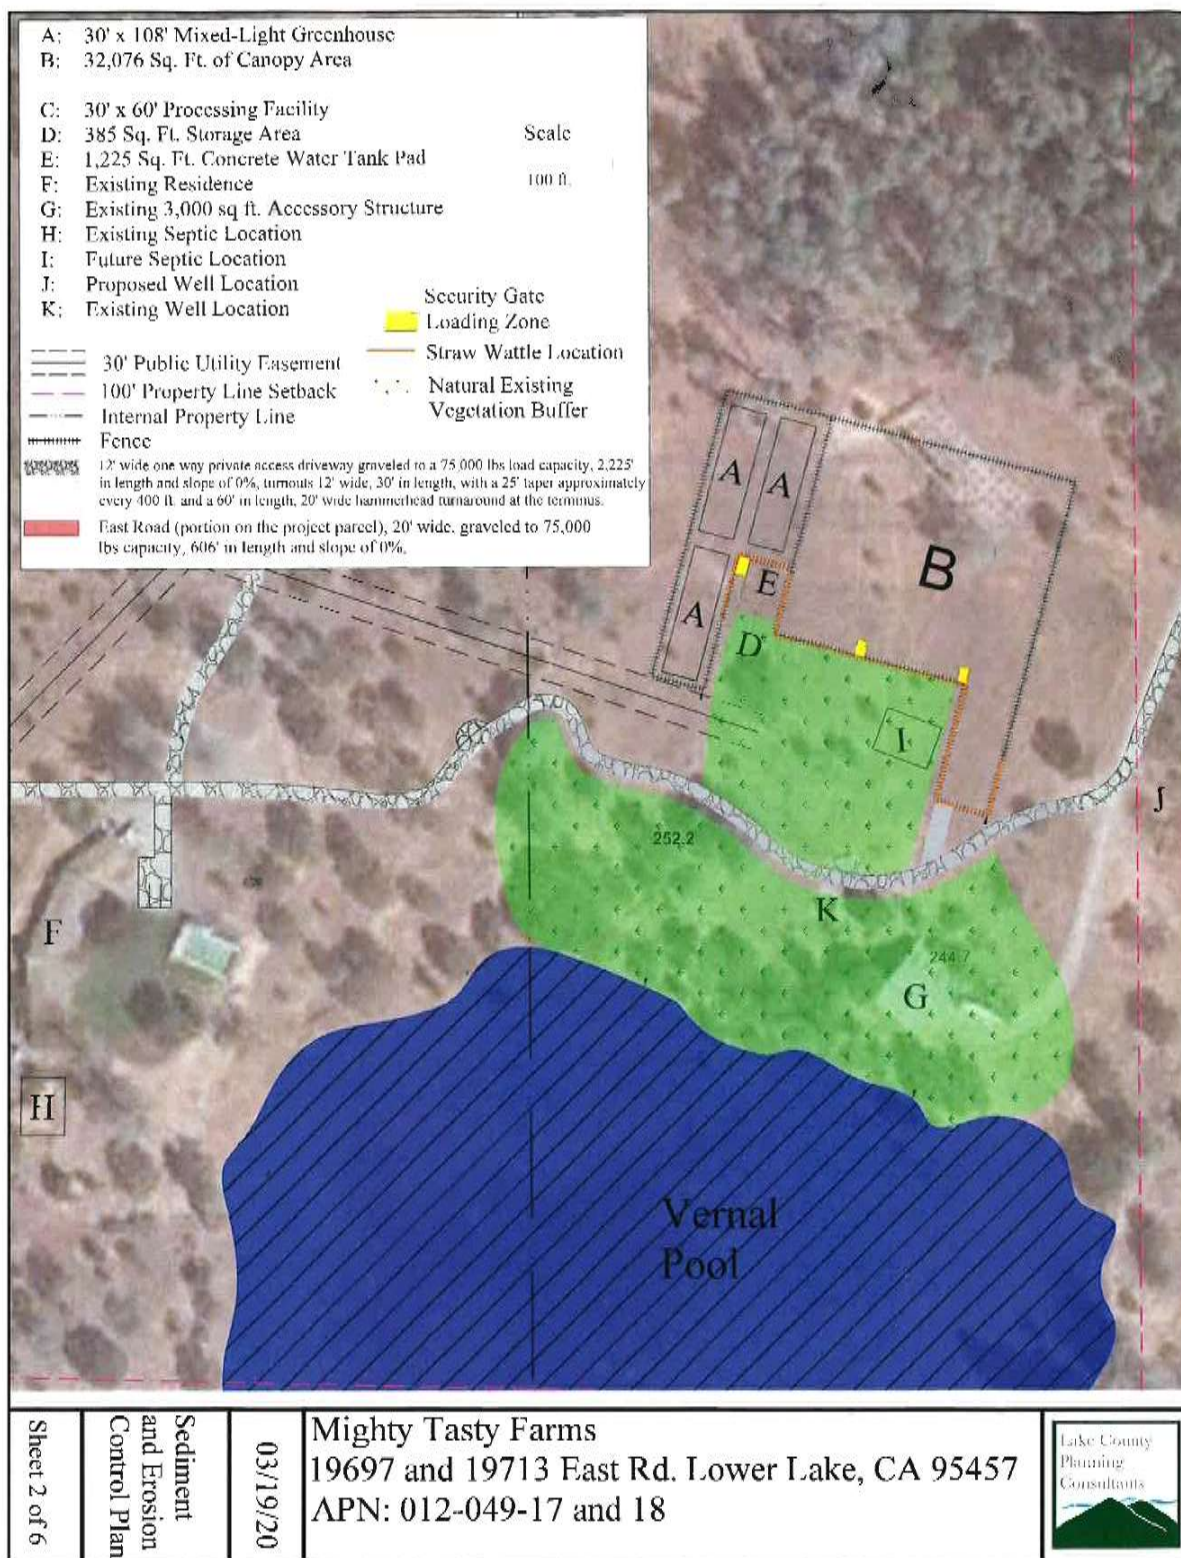 A: 30' x 108' Mixed-Light Greenhouse
B: 32,076 Sq. Ft. of Canopy Area
C: 30' x 60' Processing Facility
D: 385 Sq. Ft. Storage Area
E: 1,225 Sq. Ft. Concrete Water Tank Pad
F: Existing Residence
G: Existing 3,000 sq ft. Accessory Structure
H: Existing Septic Location
I: Future Septic Location
J: Proposed Well Location
K: Existing Well Location
Scale
100 ft.
Security Gate
Loading Zone
Straw Wattle Location
Natural Existing
Vegetation Buffer
30' Public Utility Easement
100' Property Line Setback
Internal Property Line
Fence
12' wide one way private access driveway graveled to a 75,000 lbs load capacity, 2,225'
in length and slope of 0%, turnouts 12' wide, 30' in length, with a 25' taper approximately
every 400 ft. and a 60' in length, 20' wide hammerhead turnaround at the terminus.
East Road (portion on the project parcel), 20' wide, graveled to 75,000
lbs capacity, 606' in length and slope of 0%.
A
A
B
E
A
D
I
J
252.2
K
F
244.7
G
H
Vernal
Pool
Sheet 2 of 6
Sediment
and Erosion
Control Plan
03/19/20
Mighty Tasty Farms
19697 and 19713 East Rd. Lower Lake, CA 95457
APN: 012-049-17 and 18
Lake County
Planning
Consultants